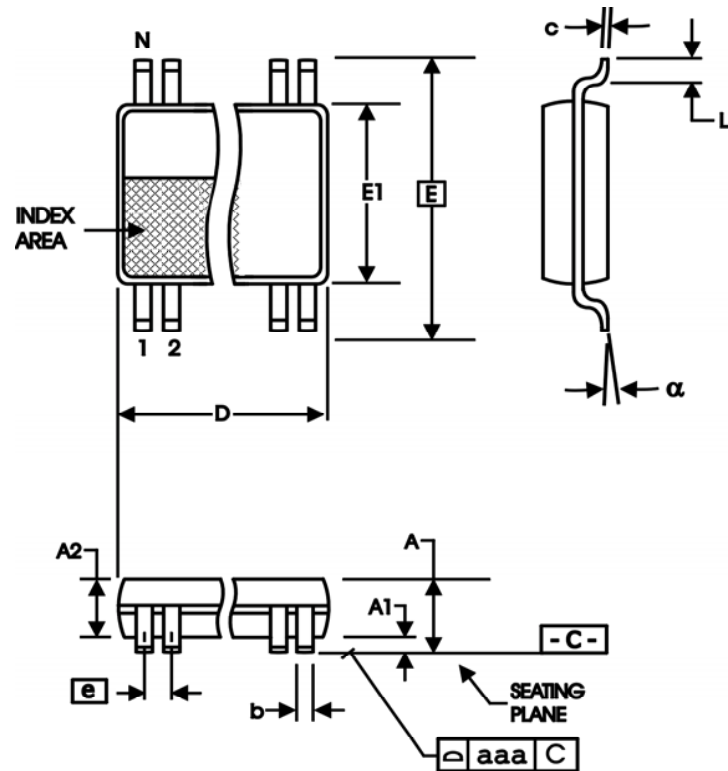 N
c
L
E1
E
INDEX
AREA
1 2
α
D
A2
A
A1
-C-
e
b
SEATING
PLANE
⌓ aaa C